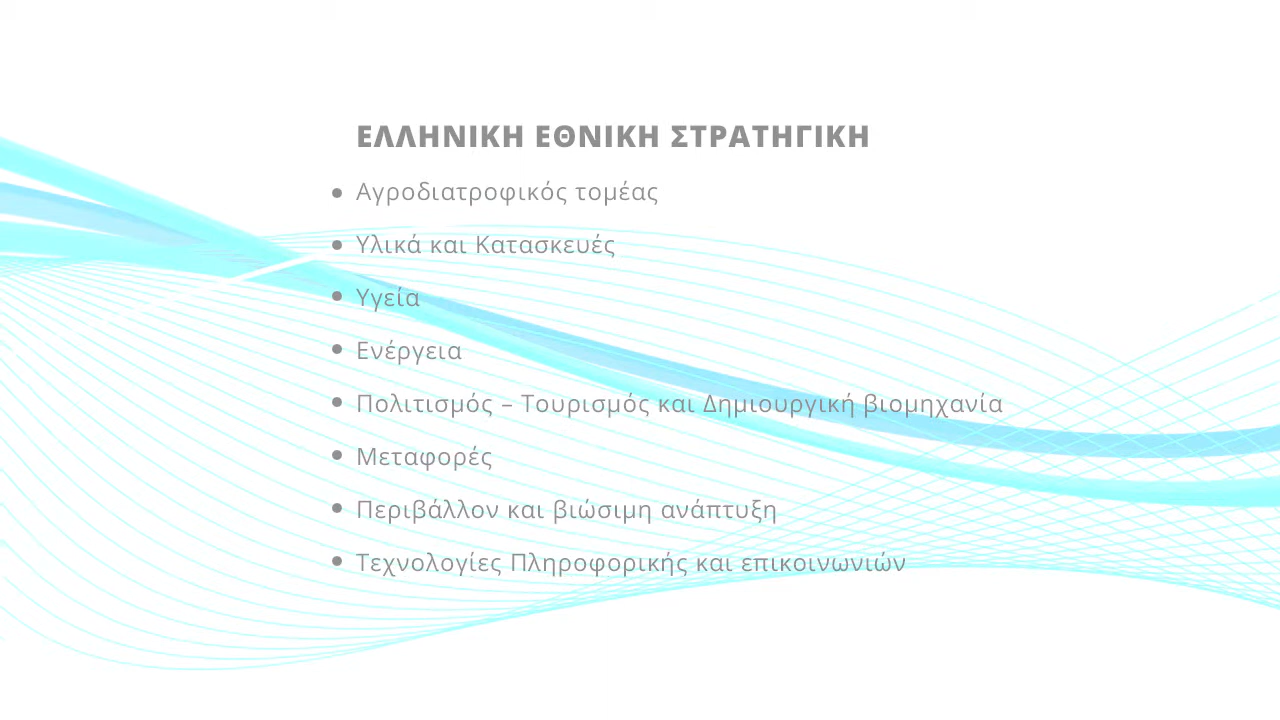 ΕΛΛΗΝΙΚΗ ΕΘΝΙΚΗ ΣΤΡΑΤΗΓΙΚΗ
• Αγροδιατροφικός τομέας
• Υλικά και Κατασκευές
• Υγεία
• Ενέργεια
• Πολιτισμός – Τουρισμός και Δημιουργική βιομηχανία
• Μεταφορές
• Περιβάλλον και βιώσιμη ανάπτυξη
• Τεχνολογίες Πληροφορικής και επικοινωνιών